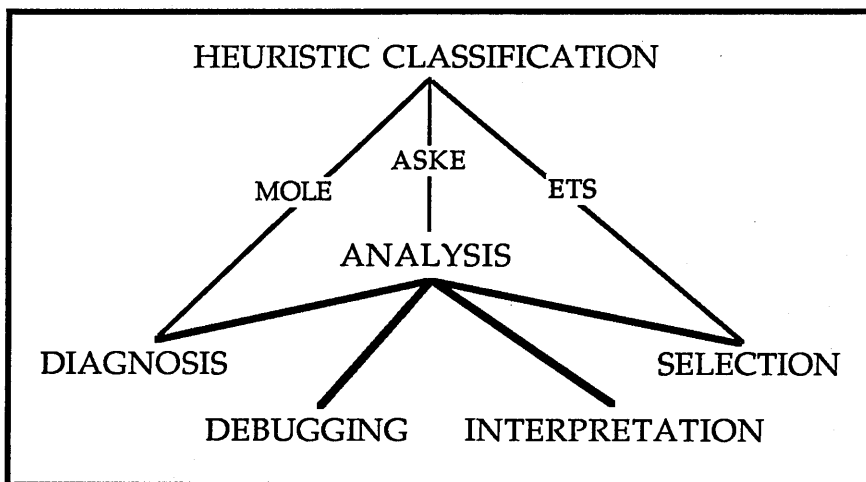 HEURISTIC CLASSIFICATION
ASKE
MOLE
ETS
ANALYSIS
DIAGNOSIS
SELECTION
DEBUGGING
INTERPRETATION